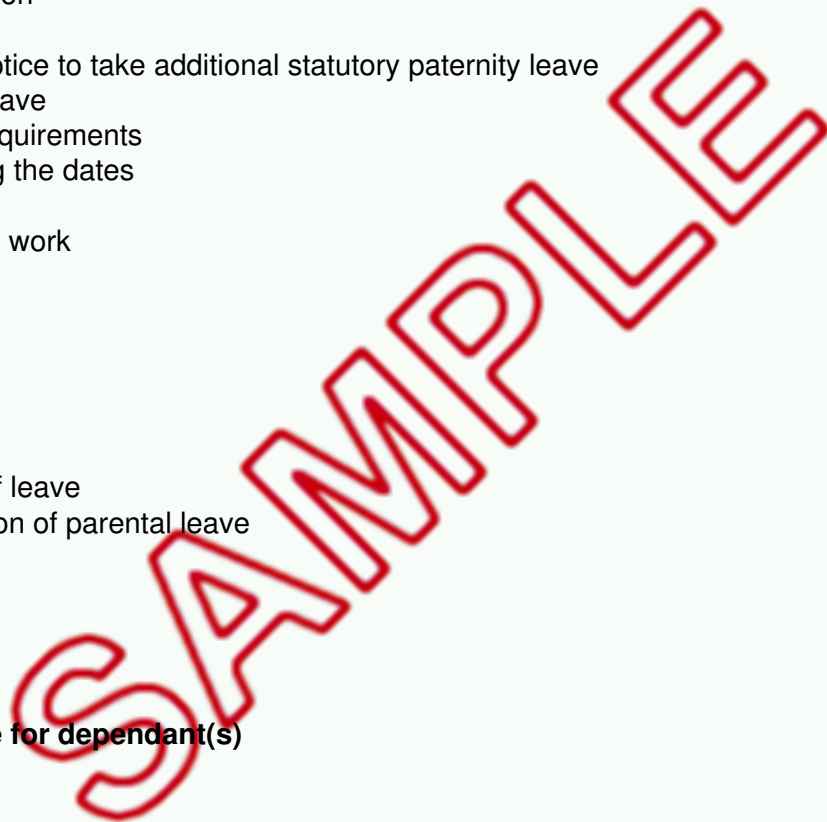 on
otice to take additional statutory paternity leave
ave
quirements
g the dates
work
f leave
on of parental leave
e for dependant(s)
SAMPLE